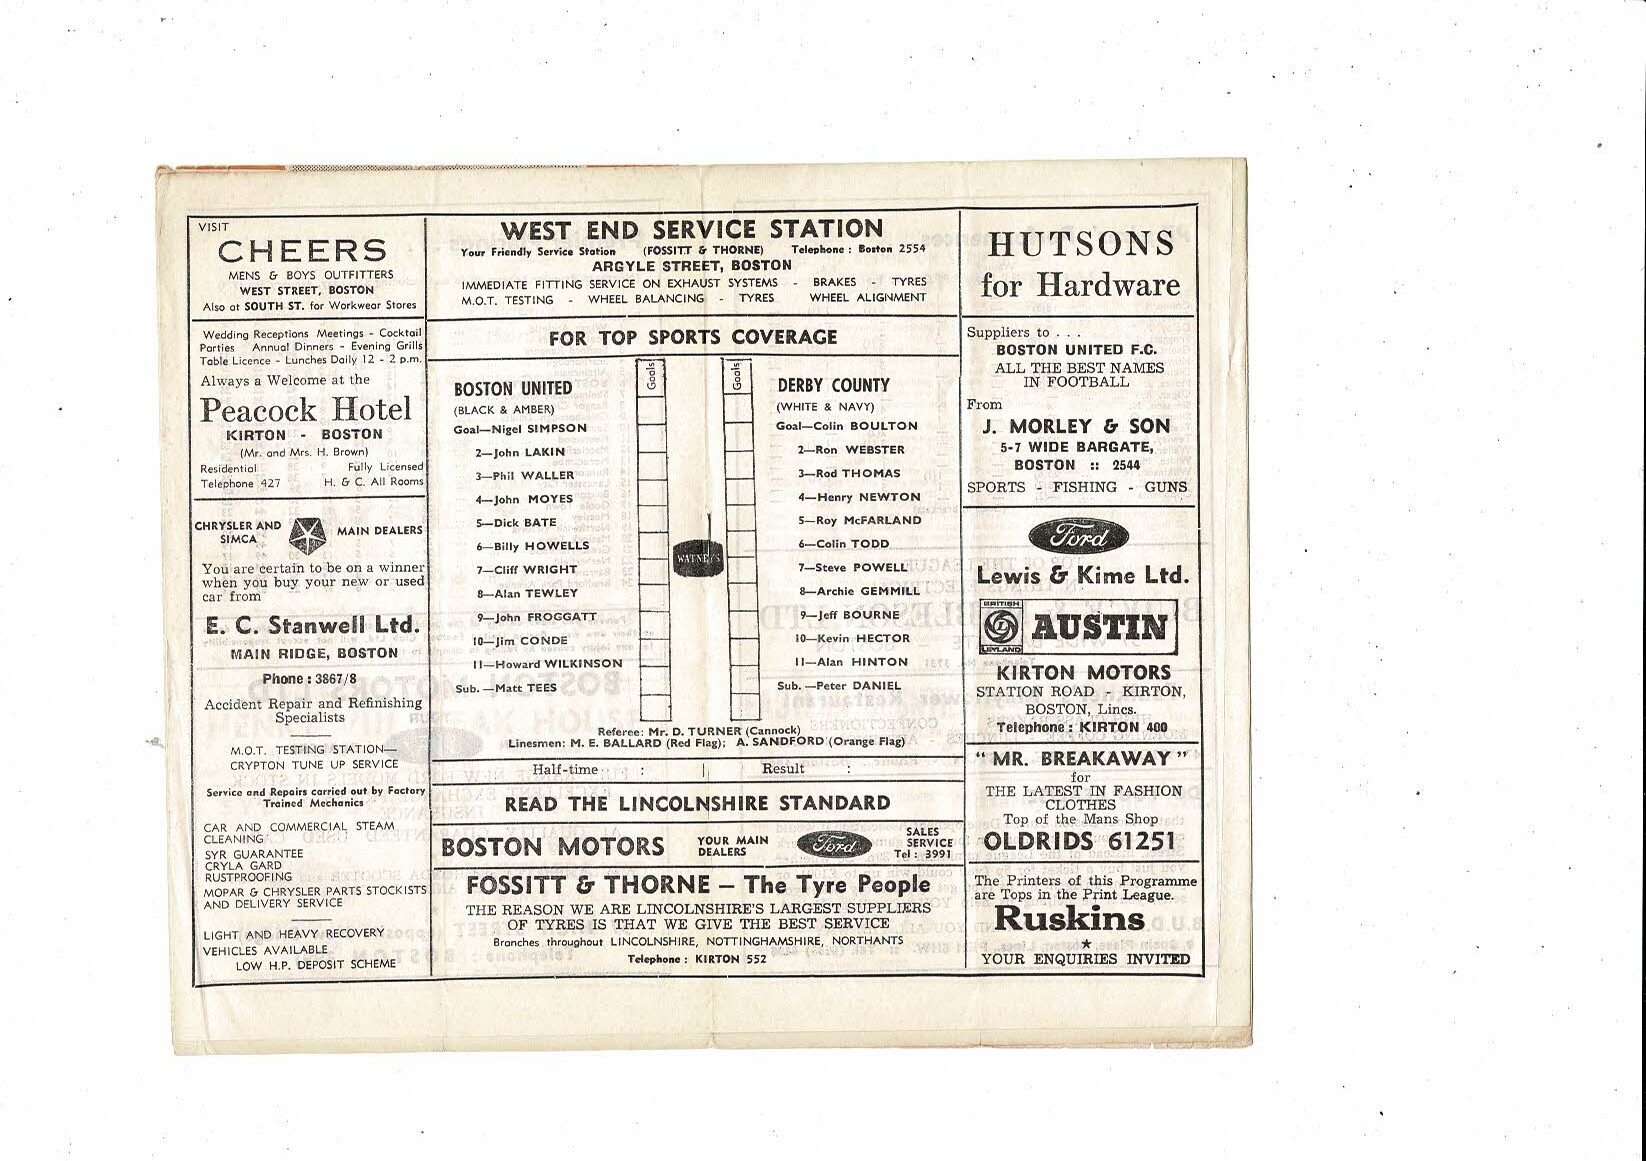 VISIT
CHEERS
MENS & BOYS OUTFITTERS
WEST STREET, BOSTON
Also at SOUTH ST. for Workwear Stores
Wedding Receptions Meetings - Cocktail
Parties Annual Dinners - Evening Grills
Table Licence - Lunches Daily 12 - 2 p.m.
Always a Welcome at the
Peacock Hotel
KIRTON - BOSTON
(Mr. and Mrs. H. Brown)
Residential Fully Licensed
Telephone 427 H. & C. All Rooms
CHRYSLER AND
SIMCA
MAIN DEALERS
You are certain to be on a winner
when you buy your new or used
car from
E. C. Stanwell Ltd.
MAIN RIDGE, BOSTON
Phone : 3867/8
Accident Repair and Refinishing
Specialists
M.O.T. TESTING STATION—
CRYPTON TUNE UP SERVICE
Service and Repairs carried out by Factory
Trained Mechanics
CAR AND COMMERCIAL STEAM
CLEANING
SYR GUARANTEE
CRYLA GARD
RUSTPROOFING
MOPAR & CHRYSLER PARTS STOCKISTS
AND DELIVERY SERVICE
LIGHT AND HEAVY RECOVERY
VEHICLES AVAILABLE
LOW H.P. DEPOSIT SCHEME
WEST END SERVICE STATION
Your Friendly Service Station (FOSSITT & THORNE) Telephone : Boston 2554
ARGYLE STREET, BOSTON
IMMEDIATE FITTING SERVICE ON EXHAUST SYSTEMS - BRAKES - TYRES
M.O.T. TESTING - WHEEL BALANCING - TYRES WHEEL ALIGNMENT
FOR TOP SPORTS COVERAGE
BOSTON UNITED
(BLACK & AMBER)
Goal—Nigel SIMPSON
2—John LAKIN
3—Phil WALLER
4—John MOYES
5—Dick BATE
6—Billy HOWELLS
7—Cliff WRIGHT
8—Alan TEWLEY
9—John FROGGATT
10—Jim CONDE
11—Howard WILKINSON
Sub. —Matt TEES
Goals
WATNEYS
Goals
DERBY COUNTY
(WHITE & NAVY)
Goal—Colin BOULTON
2—Ron WEBSTER
3—Rod THOMAS
4—Henry NEWTON
5—Roy McFARLAND
6—Colin TODD
7—Steve POWELL
8—Archie GEMMILL
9—Jeff BOURNE
10—Kevin HECTOR
11—Alan HINTON
Sub. —Peter DANIEL
Referee: Mr. D. TURNER (Cannock)
Linesmen: M. E. BALLARD (Red Flag); A. SANDFORD (Orange Flag)
Half-time : | Result :
READ THE LINCOLNSHIRE STANDARD
BOSTON MOTORS
YOUR MAIN
DEALERS
Ford
SALES
SERVICE
Tel : 3991
FOSSITT & THORNE — The Tyre People
THE REASON WE ARE LINCOLNSHIRE'S LARGEST SUPPLIERS
OF TYRES IS THAT WE GIVE THE BEST SERVICE
Branches throughout LINCOLNSHIRE, NOTTINGHAMSHIRE, NORTHANTS
Telephone : KIRTON 552
HUTSONS
for Hardware
Suppliers to . . .
BOSTON UNITED F.C.
ALL THE BEST NAMES
IN FOOTBALL
From
J. MORLEY & SON
5-7 WIDE BARGATE,
BOSTON :: 2544
SPORTS - FISHING - GUNS
Ford
Lewis & Kime Ltd.
BRITISH
L
LEYLAND
AUSTIN
KIRTON MOTORS
STATION ROAD - KIRTON,
BOSTON, Lincs.
Telephone : KIRTON 400
" MR. BREAKAWAY "
for
THE LATEST IN FASHION
CLOTHES
Top of the Mans Shop
OLDRIDS 61251
The Printers of this Programme
are Tops in the Print League.
Ruskins
★
YOUR ENQUIRIES INVITED